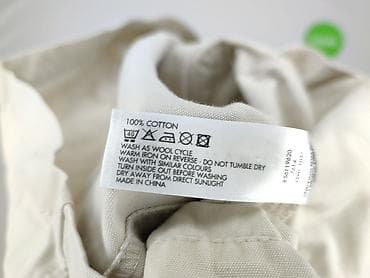 100% COTTON
40
WASH AS WOOL CYCLE
WARM IRON ON REVERSE - DO NOT TUMBLE DRY
WASH WITH SIMILAR COLOURS
TURN INSIDE OUT BEFORE WASHING
DRY AWAY FROM DIRECT SUNLIGHT
MADE IN CHINA